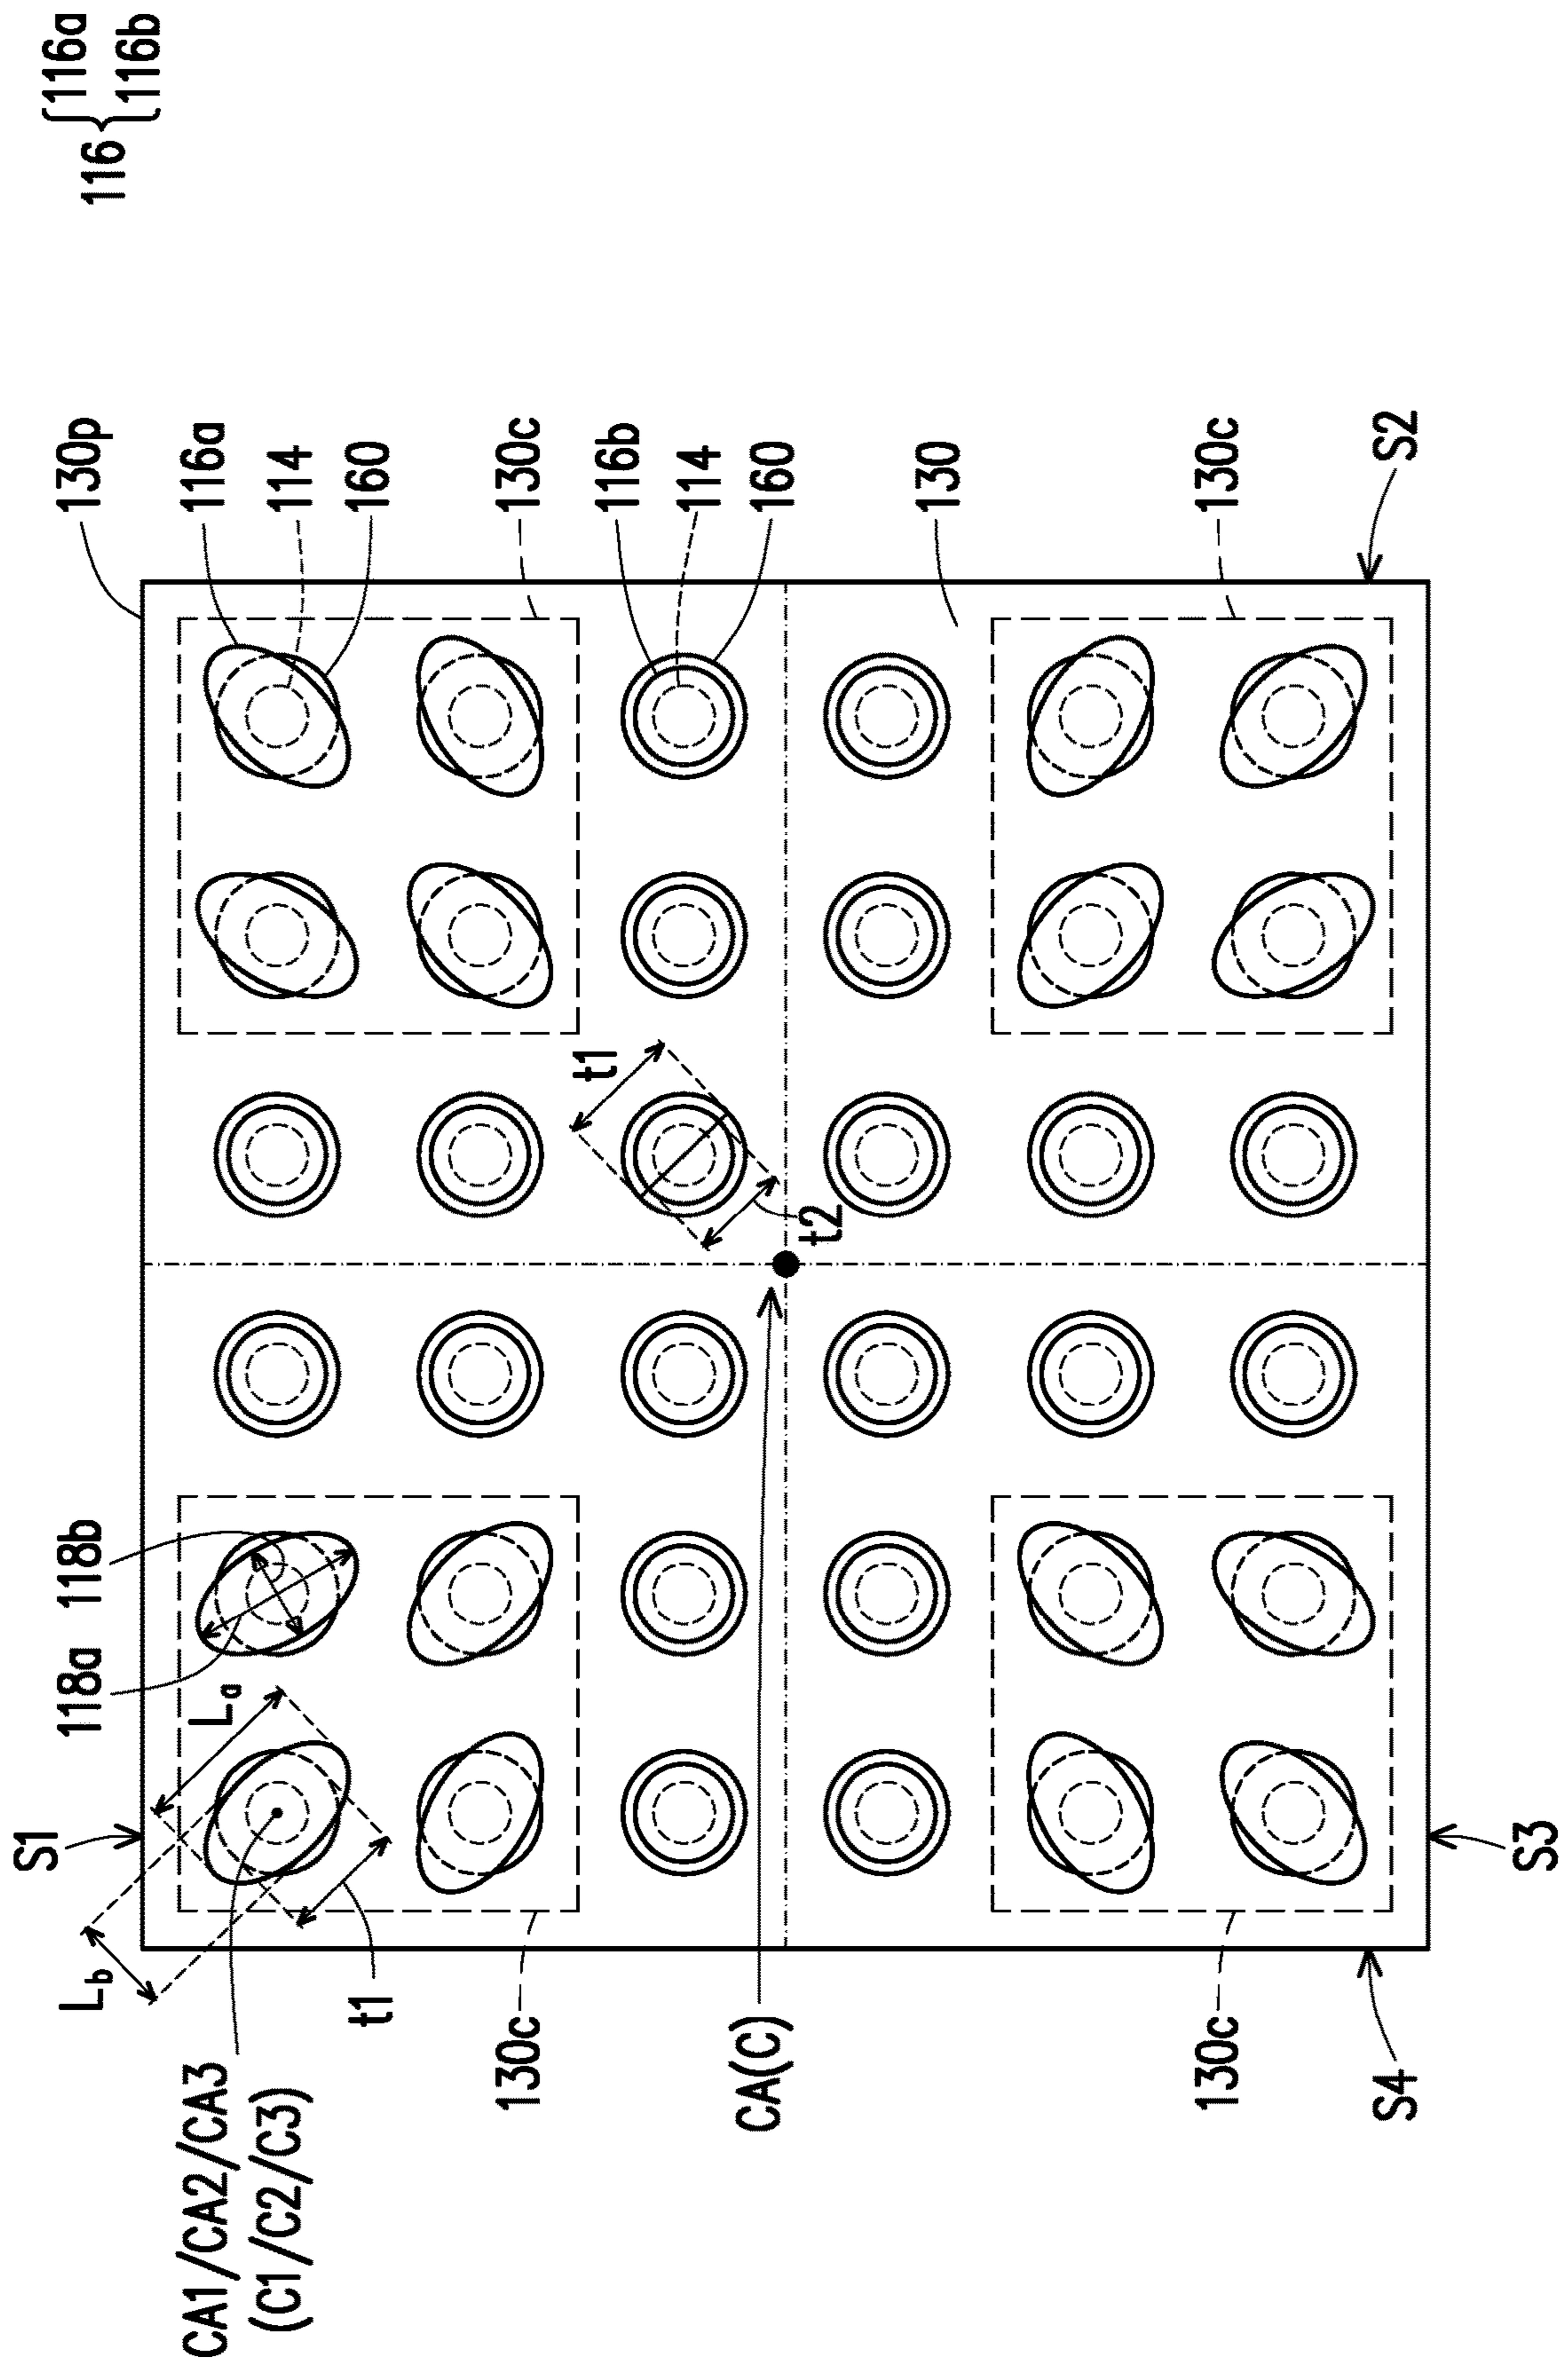 116 { 116a
116b
130p
116a
114
160
130c
116b
114
160
130
130c
S2
t1
t2
118a
118b
La
S1
Lb
t1
CA1/CA2/CA3
(C1/C2/C3)
130c
CA(C)
130c
S4
S3